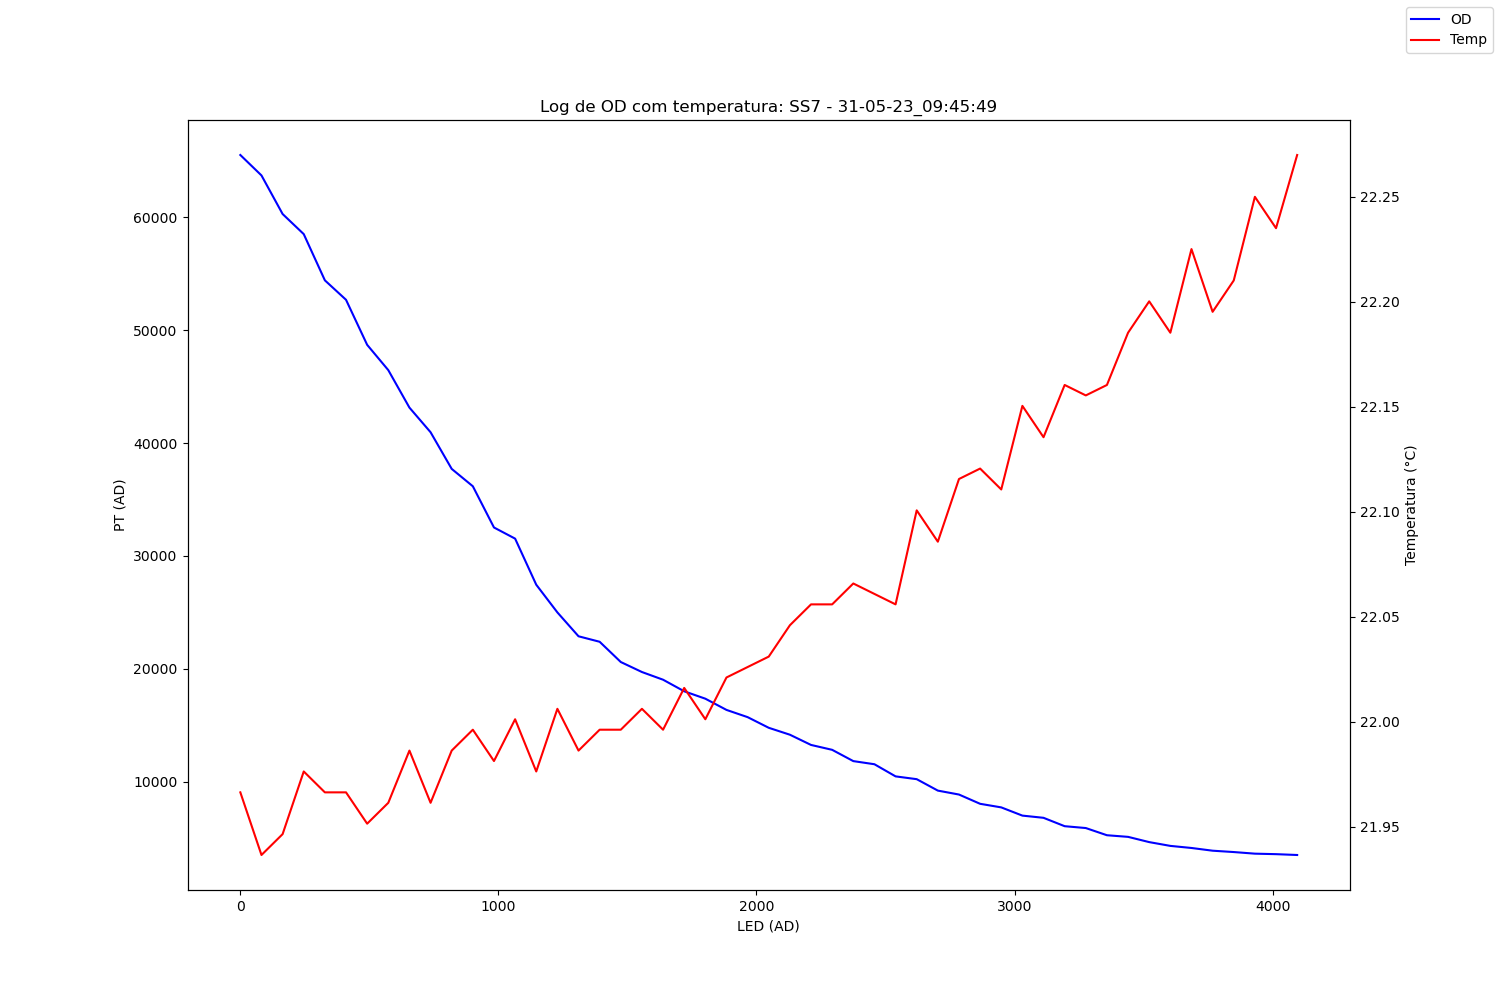 OD
Temp
Log de OD com temperatura: SS7 - 31-05-23_09:45:49
60000
50000
40000
30000
20000
10000
PT (AD)
22.25
22.20
22.15
22.10
22.05
22.00
21.95
Temperatura (°C)
0 1000 2000 3000 4000
LED (AD)